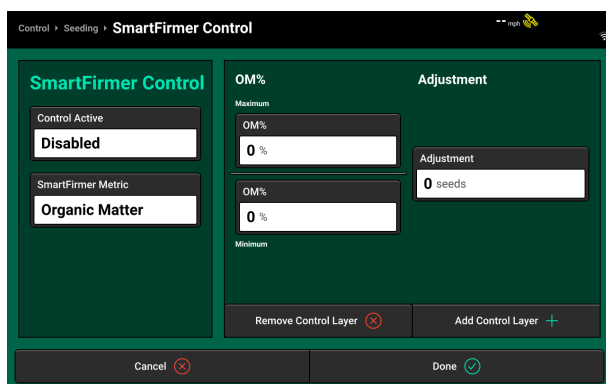 Control › Seeding › SmartFirmer Control
-- mph
SmartFirmer Control
Control Active
Disabled
SmartFirmer Metric
Organic Matter
OM%
Adjustment
Maximum
OM%
0 %
OM%
0 %
Minimum
Adjustment
0 seeds
Remove Control Layer
Add Control Layer
Cancel
Done